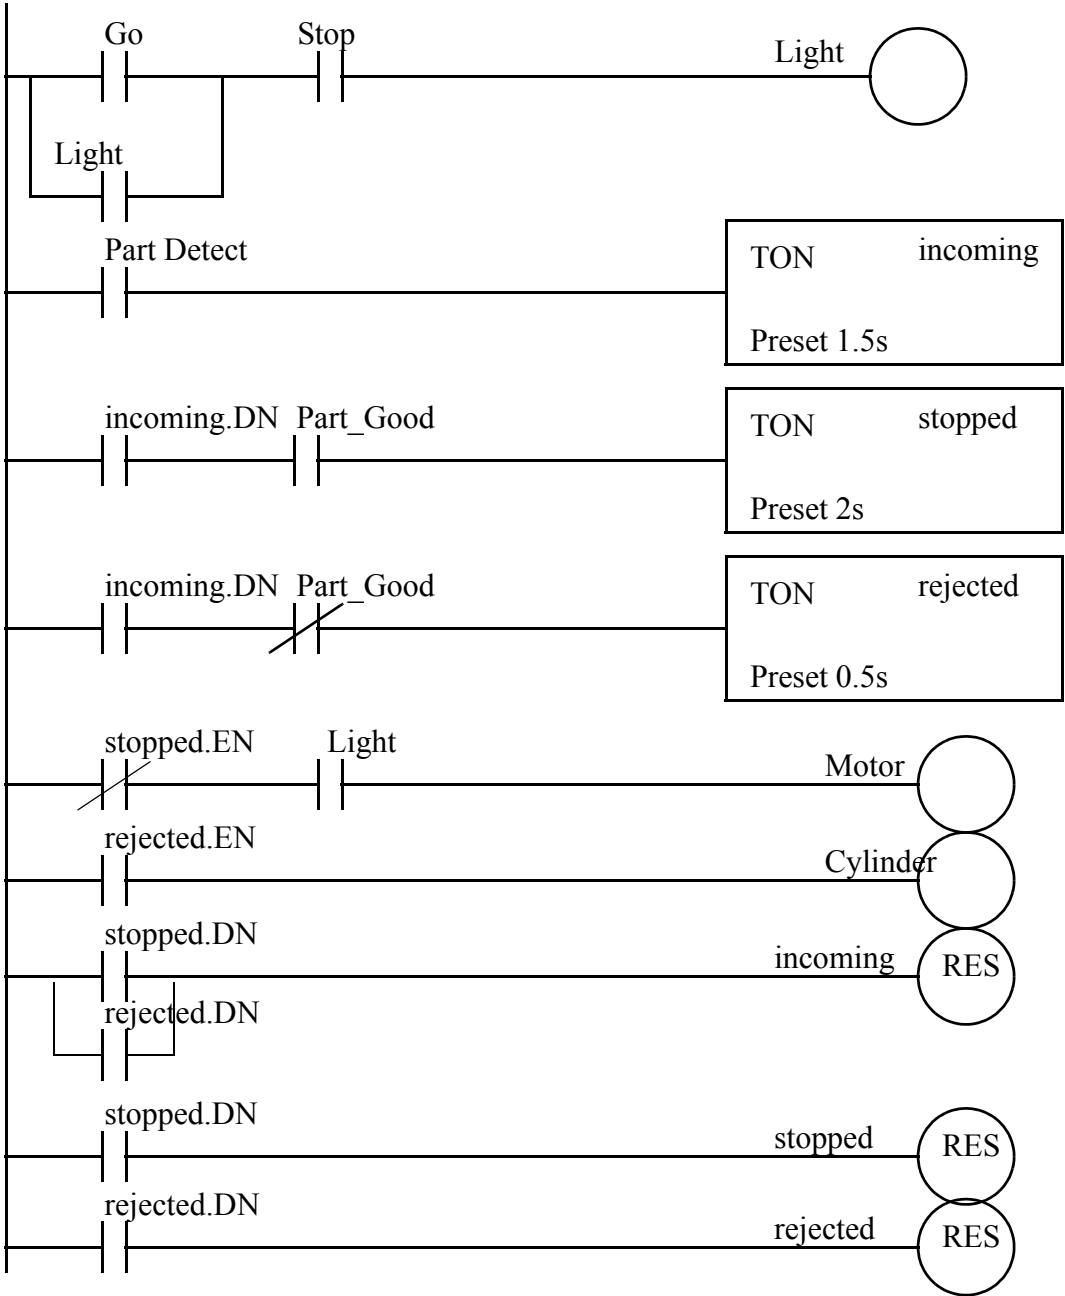 Go Stop
Light
Light
Part Detect
TON incoming
Preset 1.5s
incoming.DN Part_Good
TON stopped
Preset 2s
incoming.DN Part_Good
TON rejected
Preset 0.5s
stopped.EN Light
Motor
rejected.EN
Cylinder
stopped.DN
incoming RES
rejected.DN
stopped.DN
stopped RES
rejected.DN
rejected RES